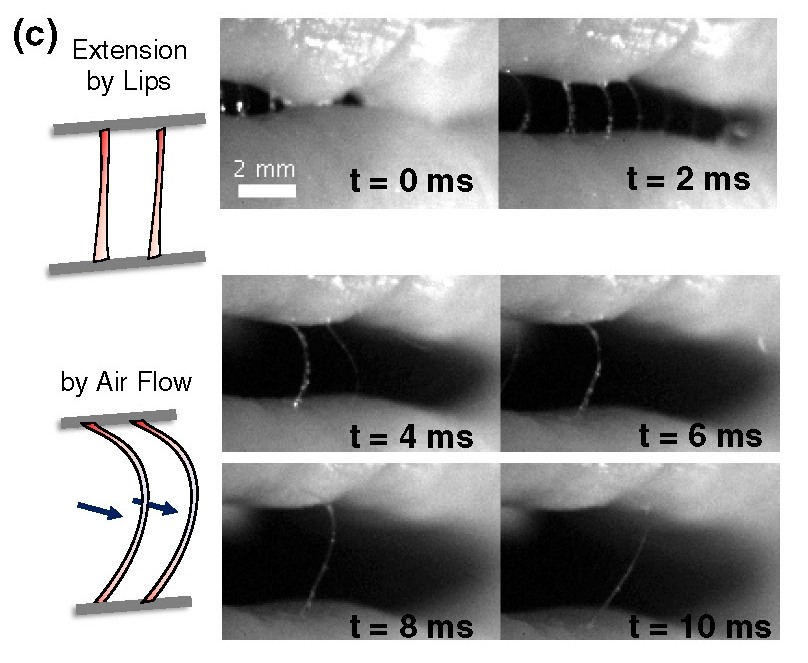 (c)
Extension
by Lips
2 mm
t = 0 ms
t = 2 ms
by Air Flow
t = 4 ms
t = 6 ms
t = 8 ms
t = 10 ms